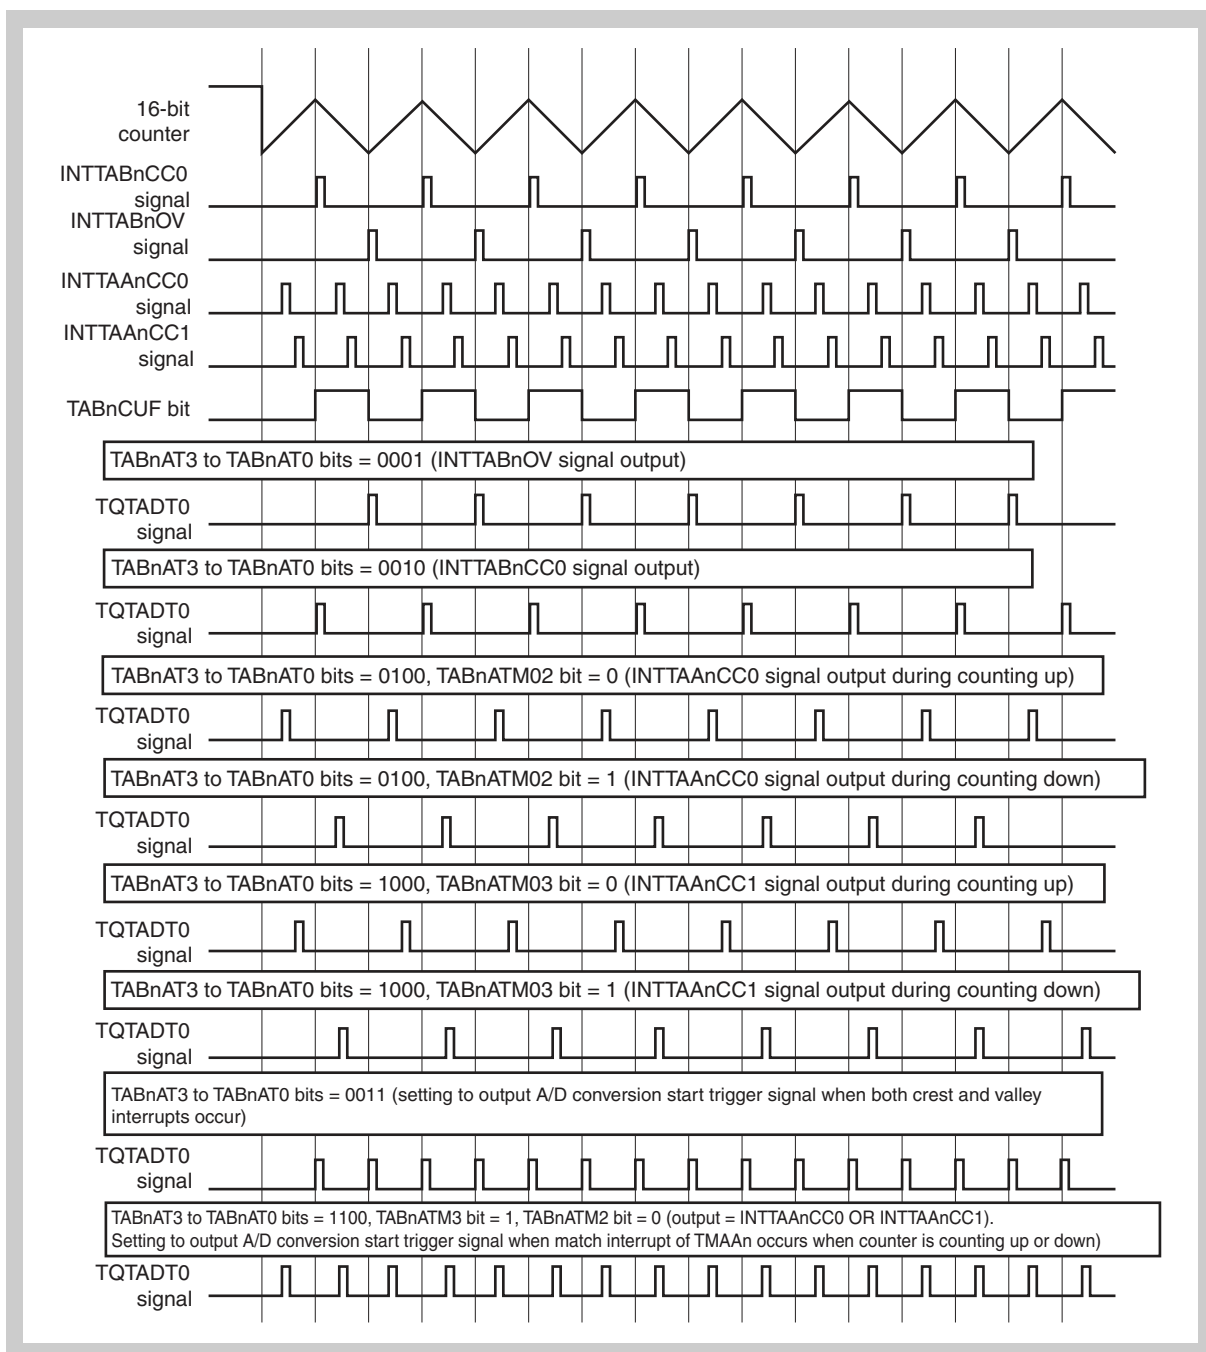 16-bit
counter
INTTABnCC0
signal
INTTABnOV
signal
INTTAAnCC0
signal
INTTAAnCC1
signal
TABnCUF bit
TABnAT3 to TABnAT0 bits = 0001 (INTTABnOV signal output)
TQTADT0
signal
TABnAT3 to TABnAT0 bits = 0010 (INTTABnCC0 signal output)
TQTADT0
signal
TABnAT3 to TABnAT0 bits = 0100, TABnATM02 bit = 0 (INTTAAnCC0 signal output during counting up)
TQTADT0
signal
TABnAT3 to TABnAT0 bits = 0100, TABnATM02 bit = 1 (INTTAAnCC0 signal output during counting down)
TQTADT0
signal
TABnAT3 to TABnAT0 bits = 1000, TABnATM03 bit = 0 (INTTAAnCC1 signal output during counting up)
TQTADT0
signal
TABnAT3 to TABnAT0 bits = 1000, TABnATM03 bit = 1 (INTTAAnCC1 signal output during counting down)
TQTADT0
signal
TABnAT3 to TABnAT0 bits = 0011 (setting to output A/D conversion start trigger signal when both crest and valley
interrupts occur)
TQTADT0
signal
TABnAT3 to TABnAT0 bits = 1100, TABnATM3 bit = 1, TABnATM2 bit = 0 (output = INTTAAnCC0 OR INTTAAnCC1).
Setting to output A/D conversion start trigger signal when match interrupt of TMAAn occurs when counter is counting up or down)
TQTADT0
signal